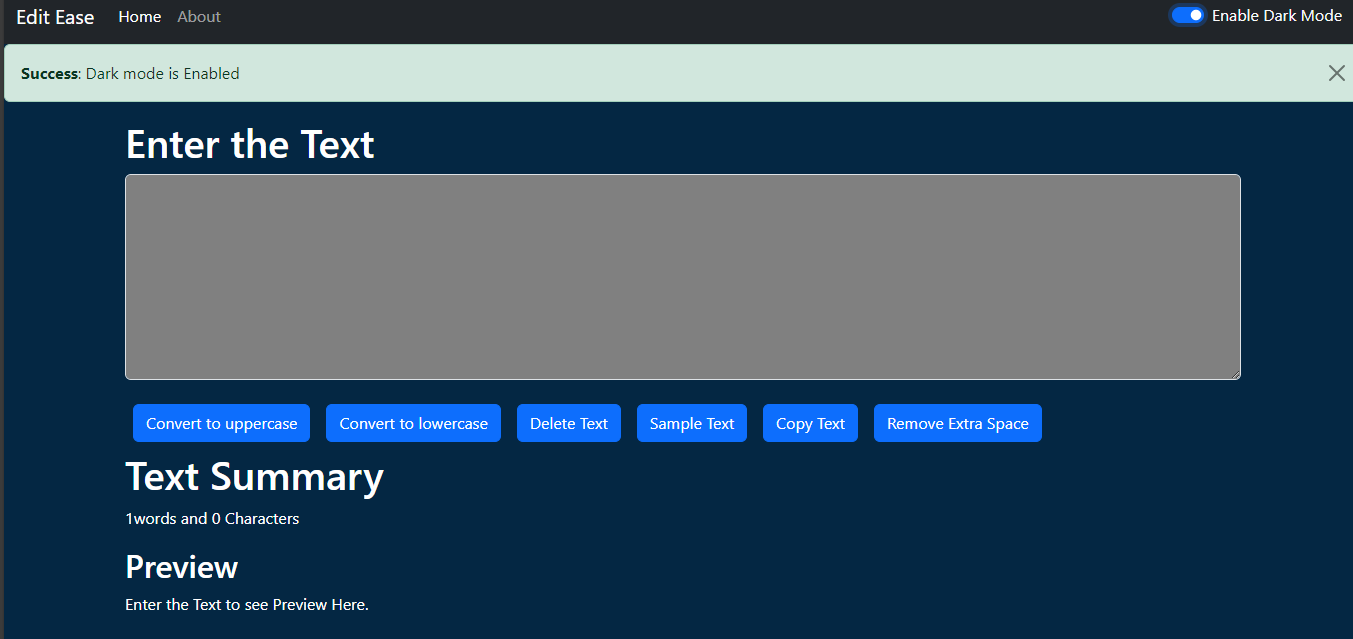 Edit Ease Home About Enable Dark Mode
Success: Dark mode is Enabled
Enter the Text
Convert to uppercase Convert to lowercase Delete Text Sample Text Copy Text Remove Extra Space
Text Summary
1words and 0 Characters
Preview
Enter the Text to see Preview Here.